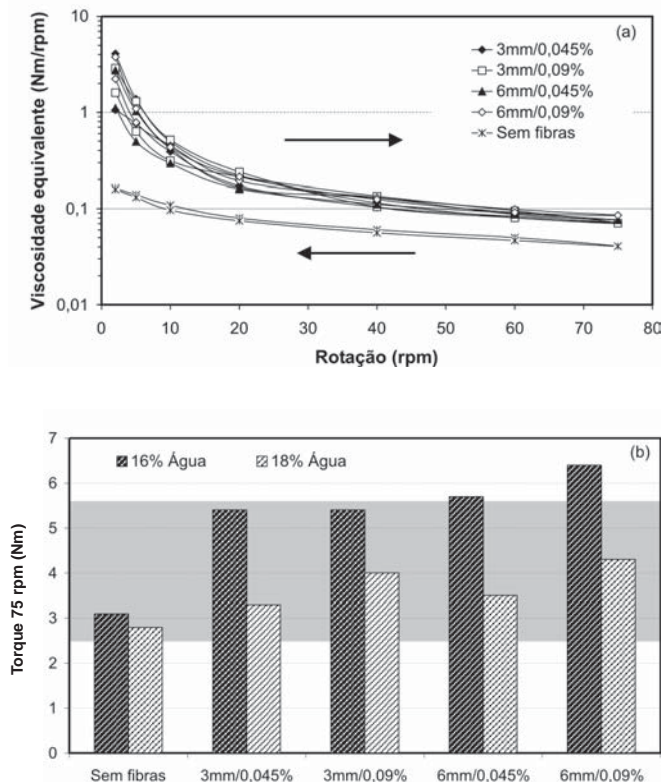 (a)
3mm/0,045%
3mm/0,09%
6mm/0,045%
6mm/0,09%
Sem fibras
Viscosidade equivalente (Nm/rpm)
10
1
0,1
0,01
0 10 20 30 40 50 60 70 80
Rotação (rpm)
(b)
16% Água 18% Água
Torque 75 rpm (Nm)
7
6
5
4
3
2
1
0
Sem fibras 3mm/0,045% 3mm/0,09% 6mm/0,045% 6mm/0,09%